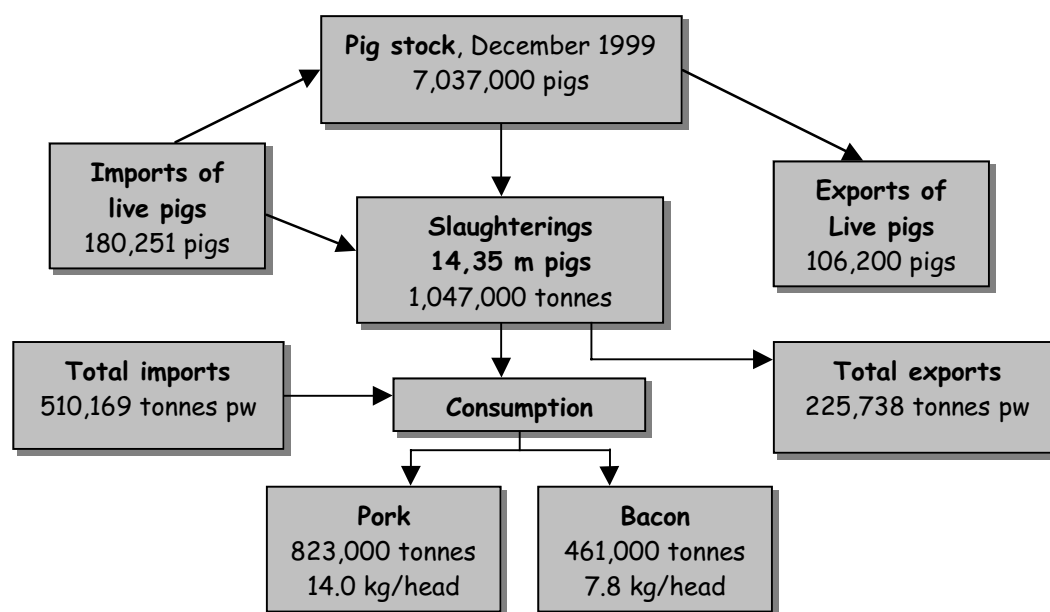 Pig stock, December 1999
7,037,000 pigs
Imports of
live pigs
180,251 pigs
Exports of
Live pigs
106,200 pigs
Slaughterings
14,35 m pigs
1,047,000 tonnes
Total imports
510,169 tonnes pw
Consumption
Total exports
225,738 tonnes pw
Pork
823,000 tonnes
14.0 kg/head
Bacon
461,000 tonnes
7.8 kg/head